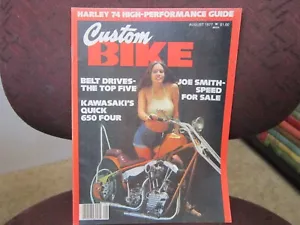 HARLEY 74 HIGH-PERFORMANCE GUIDE
Custom
BIKE
BELT DRIVES-
THE TOP FIVE
KAWASAKI'S
QUICK
650 FOUR
JOE SMITH-
SPEED
FOR SALE